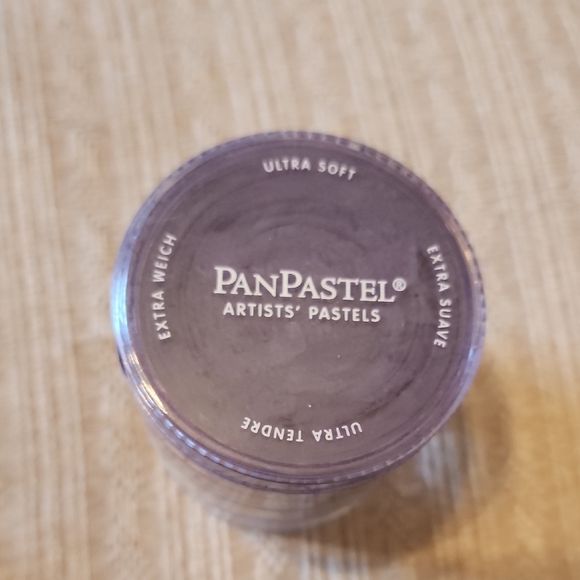 ULTRA SOFT
EXTRA WEICH
PANPASTEL®
ARTISTS' PASTELS
EXTRA SUAVE
ULTRA TENDRE